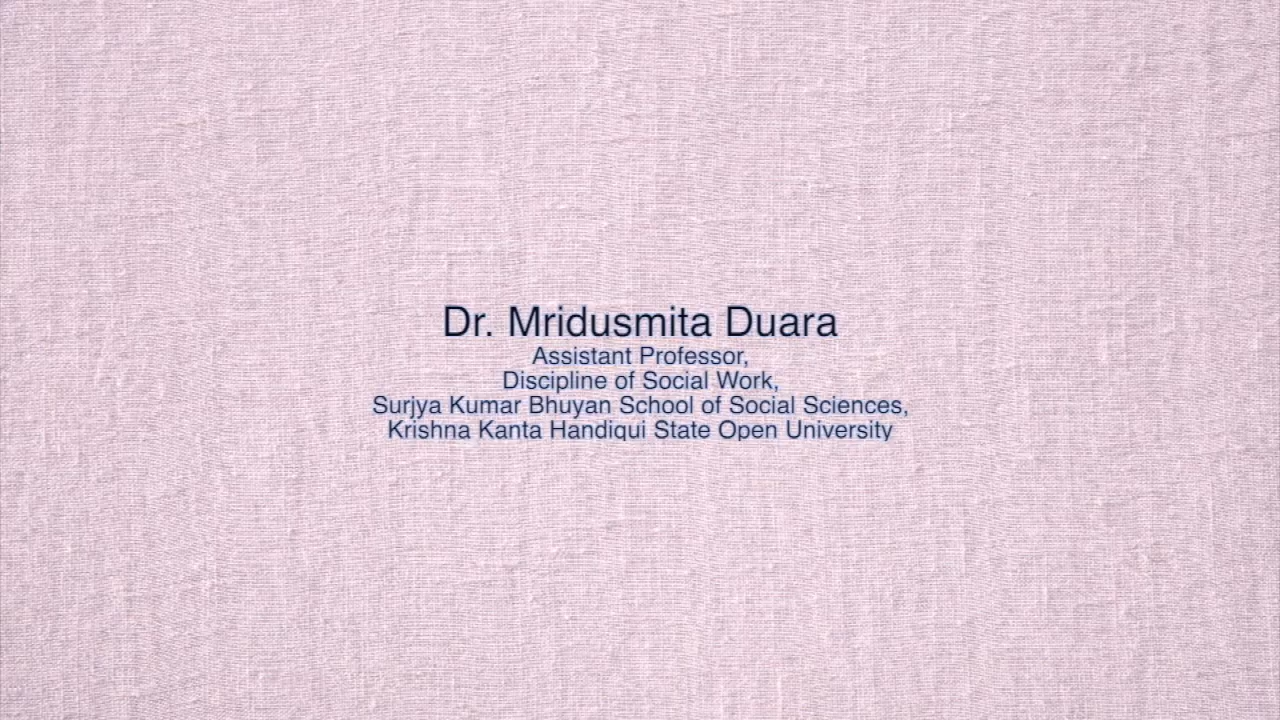 Dr. Mridusmita Duara
Assistant Professor,
Discipline of Social Work,
Surjya Kumar Bhuyan School of Social Sciences,
Krishna Kanta Handiqui State Open University